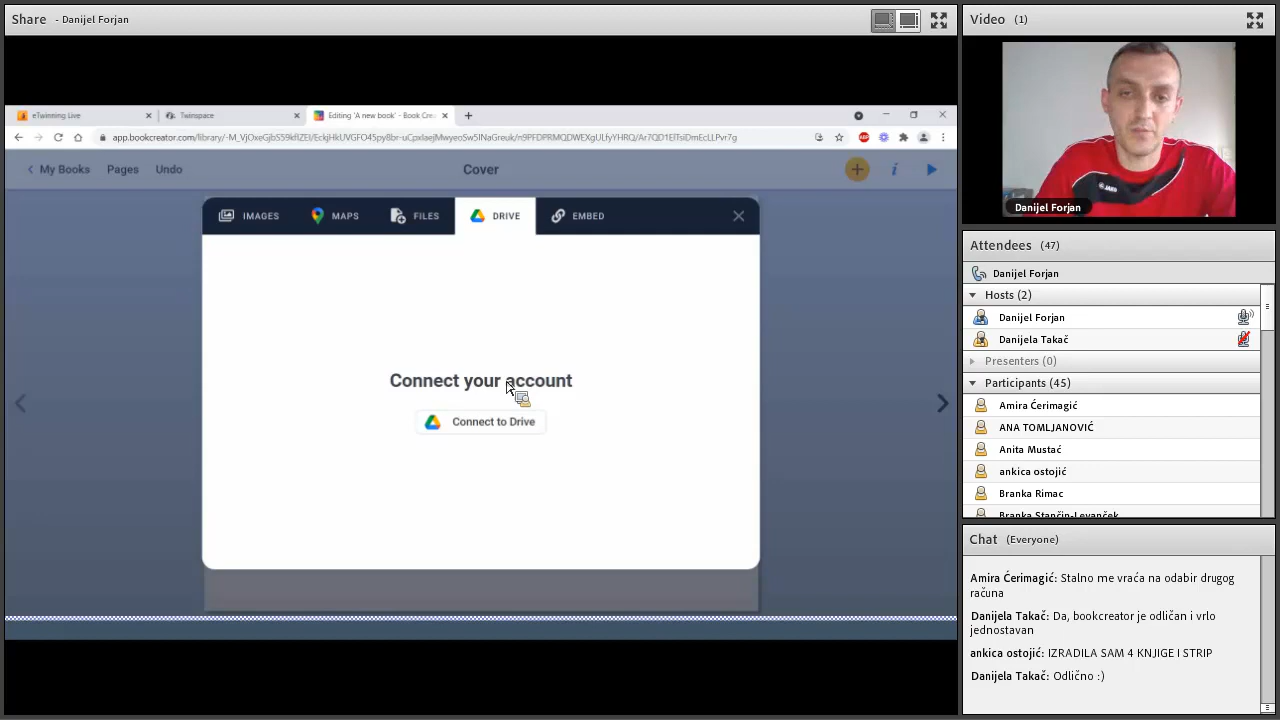 Share - Danijel Forjan
eTwinning Live
Twinspace
Editing 'A new book' - Book Cre
My Books
Pages
Undo
Cover
IMAGES
MAPS
FILES
DRIVE
EMBED
Connect your account
Connect to Drive
Video (1)
Danijel Forjan
Attendees (47)
Danijel Forjan
Hosts (2)
Danijel Forjan
Danijela Takač
Presenters (0)
Participants (45)
Amira Ćerimagić
ANA TOMLJANOVIĆ
Anita Mustać
ankica ostojić
Branka Rimac
Branka Stančin-Levanček
Chat (Everyone)
Amira Ćerimagić: Stalno me vraća na odabir drugog
računa
Danijela Takač: Da, bookcreator je odličan i vrlo
jednostavan
ankica ostojić: IZRADILA SAM 4 KNJIGE I STRIP
Danijela Takač: Odlično :)